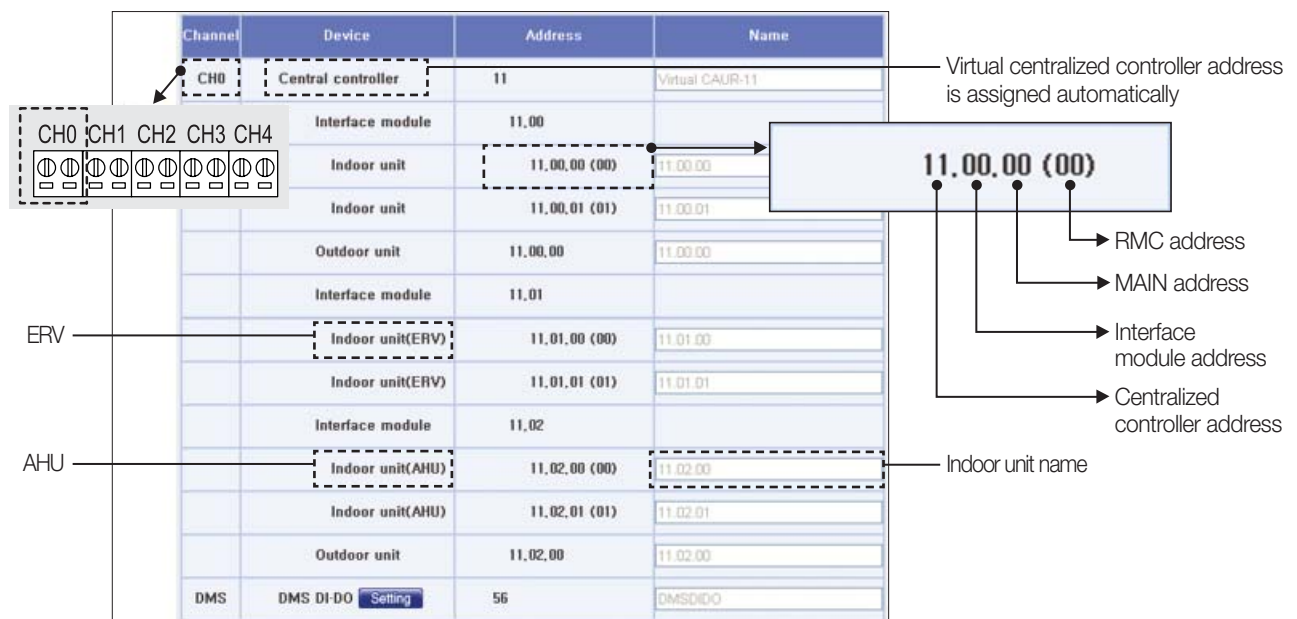 Channel Device Address Name
CH0 Central controller 11 Virtual CAUR-11
Virtual centralized controller address
is assigned automatically
CH0 CH1 CH2 CH3 CH4
Interface module 11.00
Indoor unit 11.00.00 (00) 11.00.00
11.00.00 (00)
RMC address
MAIN address
Interface
module address
Centralized
controller address
Indoor unit 11.00.01 (01) 11.00.01
Outdoor unit 11.00.00 11.00.00
Interface module 11.01
ERV
Indoor unit(ERV) 11.01.00 (00) 11.01.00
Indoor unit(ERV) 11.01.01 (01) 11.01.01
Interface module 11.02
AHU
Indoor unit(AHU) 11.02.00 (00) 11.02.00
Indoor unit name
Indoor unit(AHU) 11.02.01 (01) 11.02.01
Outdoor unit 11.02.00 11.02.00
DMS DMS DI-DO Setting 56 DMSDIDO